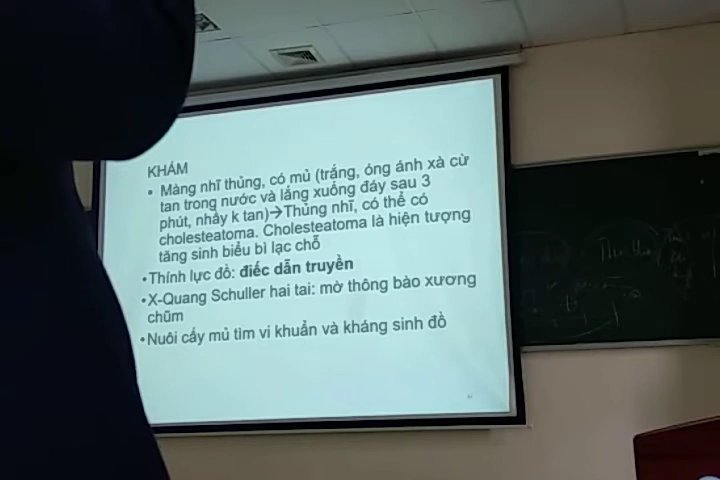 KHÁM
• Màng nhĩ thủng, có mủ (trắng, óng ánh xà cừ
tan trong nước và lắng xuống đáy sau 3
phút, nhầy k tan)→Thủng nhĩ, có thể có
cholesteatoma. Cholesteatoma là hiện tượng
tăng sinh biểu bì lạc chỗ
•Thính lực đồ: điếc dẫn truyền
•X-Quang Schuller hai tai: mờ thông bào xương
chũm
•Nuôi cấy mủ tìm vi khuẩn và kháng sinh đồ